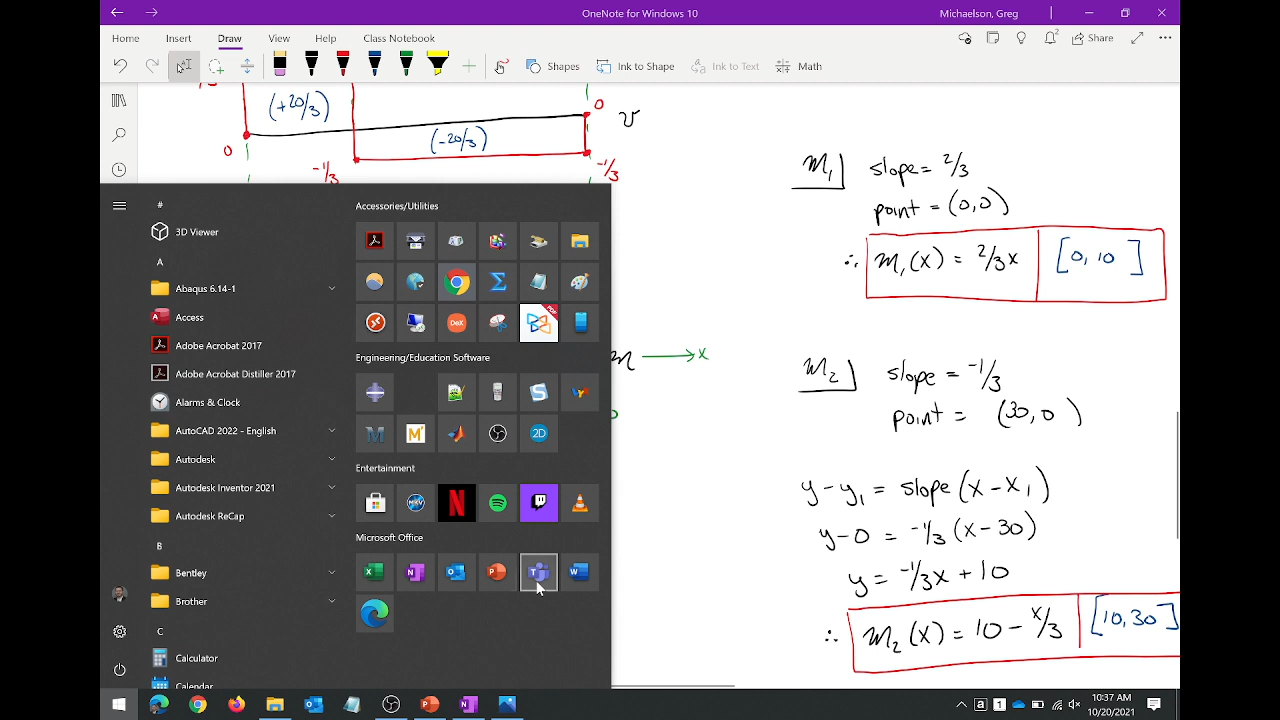 OneNote for Windows 10
Michaelson, Greg
Home Insert Draw View Help Class Notebook
Share
Shapes Ink to Shape Ink to Text Math
(+20/3)
0
v
(-20/3)
0
-1/3
-1/3
m → x
m₁ slope = 2/3
point = (0,0)
∴ m₁(x) = 2/3x [0,10]
m₂ slope = -1/3
point = (30,0)
y-y₁ = slope(x-x₁)
y-0 = -1/3 (x-30)
y = -1/3x + 10
∴ m₂(x) = 10 - x/3 [10,30]
#
3D Viewer
A
Abaqus 6.14-1
Access
Adobe Acrobat 2017
Adobe Acrobat Distiller 2017
Alarms & Clock
AutoCAD 2022 - English
Autodesk
Autodesk Inventor 2021
Autodesk ReCap
B
Bentley
Brother
C
Calculator
Calendar
Accessories/Utilities
DeX
PDF
Engineering/Education Software
2D
Entertainment
MKV
Microsoft Office
10:37 AM
10/20/2021